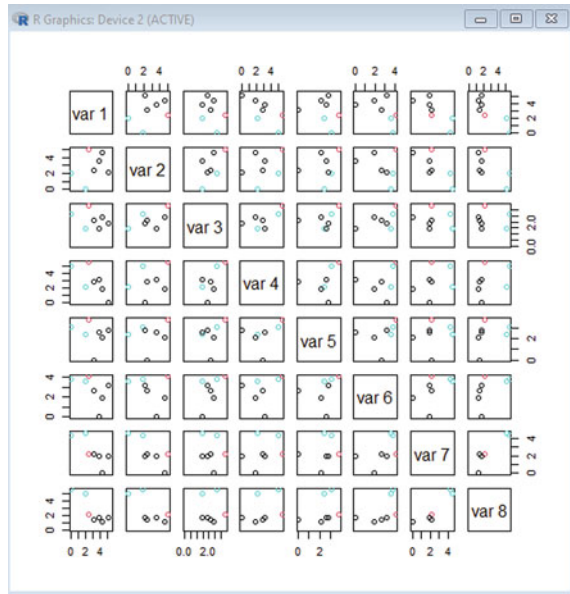 R Graphics: Device 2 (ACTIVE)
0 2 4 0 2 4 0 2 4 0 2 4
var 1 0 2 4
0 2 4 var 2
var 3 0.0 2.0
0 2 4 var 4
var 5 0 2
0 2 4 var 6
var 7 0 2 4
0 2 4 var 8
0 2 4 0.0 2.0 0 2 0 2 4